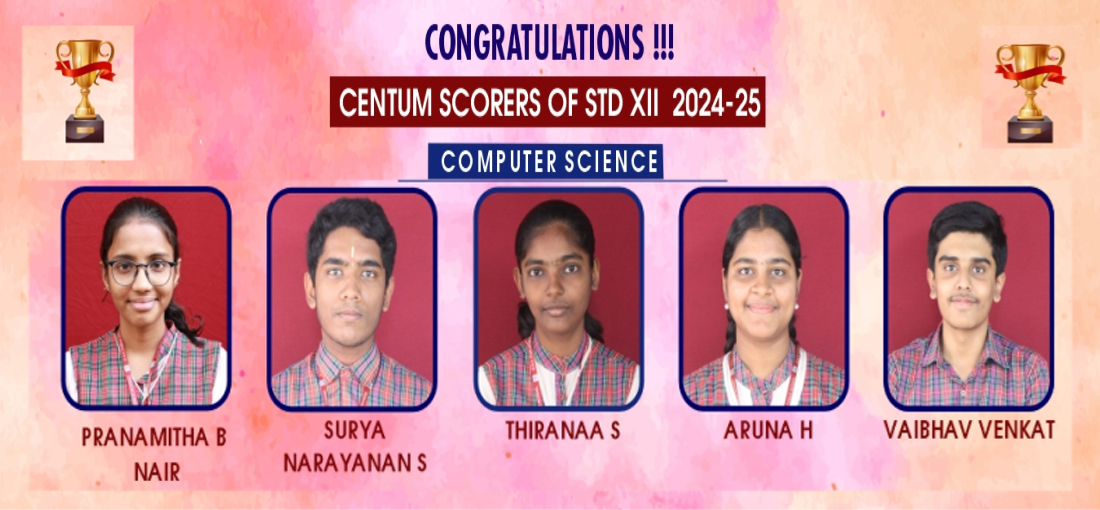 CONGRATULATIONS !!!
CENTUM SCORERS OF STD XII 2024-25
COMPUTER SCIENCE
PRANAMITHA B
NAIR
SURYA
NARAYANAN S
THIRANAA S
ARUNA H
VAIBHAV VENKAT